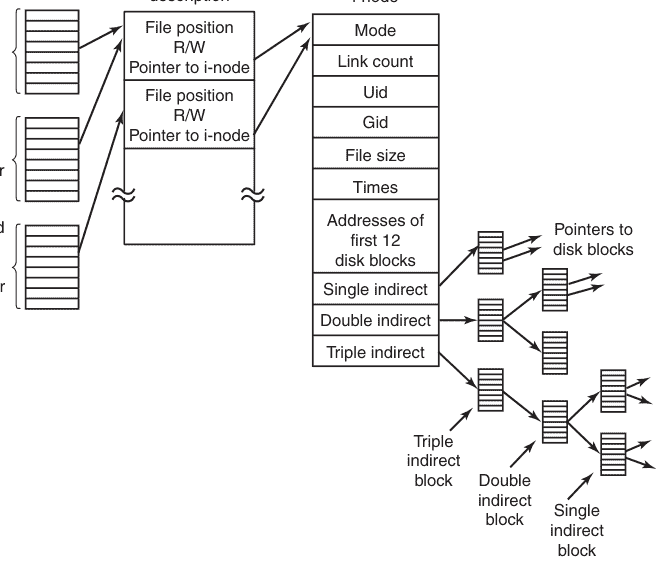 File position
R/W
Pointer to i-node
File position
R/W
Pointer to i-node
r
d
r
Mode
Link count
Uid
Gid
File size
Times
Addresses of
first 12
disk blocks
Single indirect
Double indirect
Triple indirect
Pointers to
disk blocks
Triple
indirect
block
Double
indirect
block
Single
indirect
block